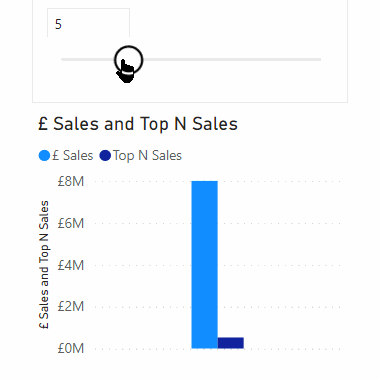 5
£ Sales and Top N Sales
£ Sales Top N Sales
£8M
£6M
£4M
£2M
£0M
£ Sales and Top N Sales